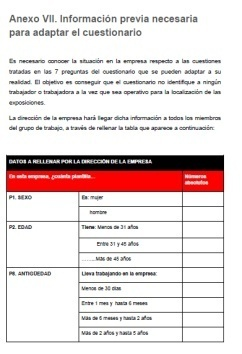 Anexo VII. Información previa necesaria
para adaptar el cuestionario
Es necesario conocer la situación en la empresa respecto a las cuestiones
tratadas en las 7 preguntas del cuestionario que se pueden adaptar a su
realidad. El objetivo es conseguir que el cuestionario no identifique a ningún
trabajador o trabajadora a la vez que sea operativo para la localización de las
exposiciones.
La dirección de la empresa hará llegar dicha información a todos los miembros
del grupo de trabajo, a través de rellenar la tabla que aparece a continuación:
DATOS A RELLENAR POR LA DIRECCIÓN DE LA EMPRESA
En esta empresa, ¿cuánta plantilla... Números
absolutos
P1. SEXO Es: mujer
hombre
P2. EDAD Tiene: Menos de 31 años
Entre 31 y 45 años
........Más de 45 años
P8. ANTIGÜEDAD Lleva trabajando en la empresa:
Menos de 30 días
Entre 1 mes y hasta 6 meses
Más de 6 meses y hasta 2 años
Más de 2 años y hasta 5 años